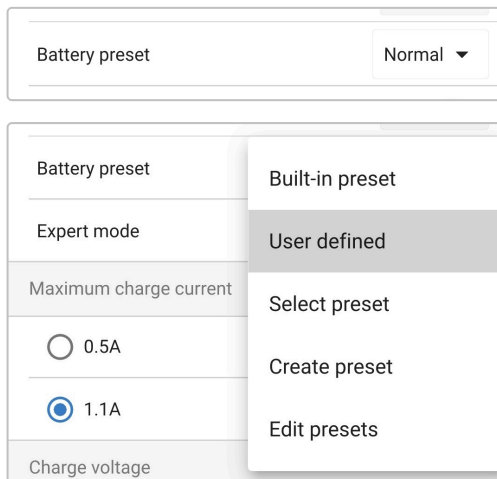 Battery preset Normal
Battery preset
Built-in preset
Expert mode
User defined
Maximum charge current
Select preset
0.5A
Create preset
1.1A
Edit presets
Charge voltage